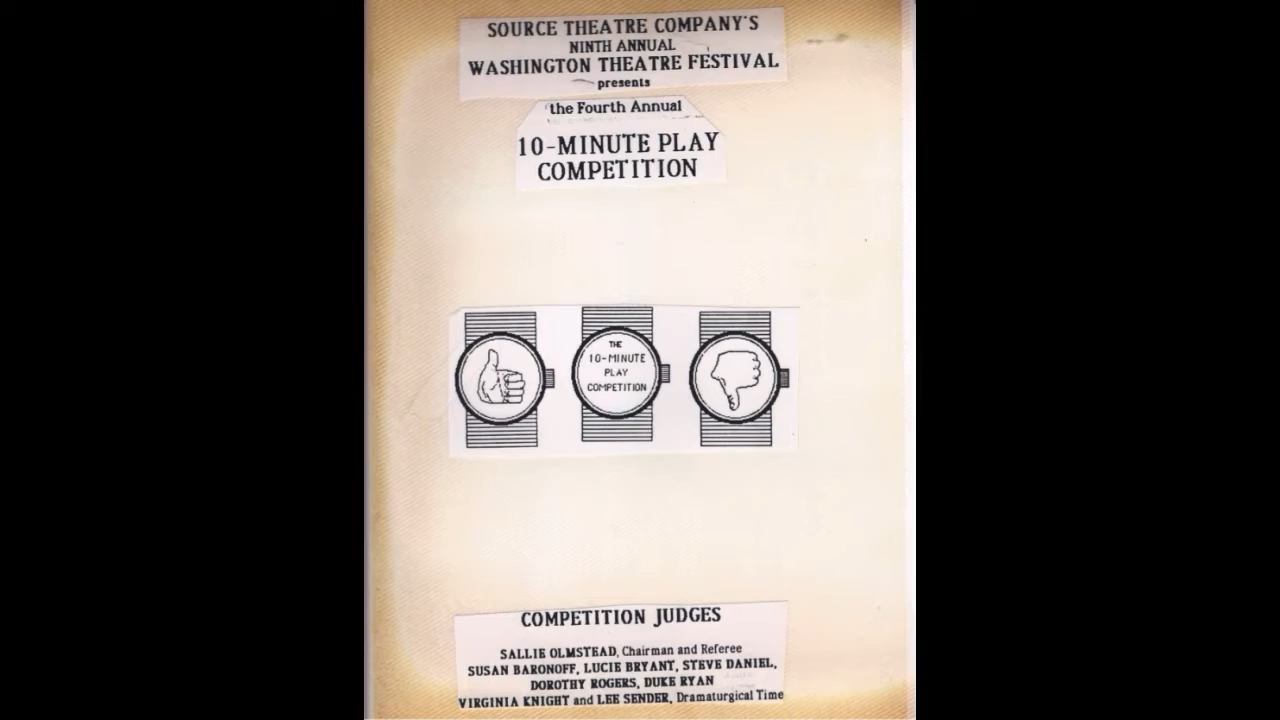 SOURCE THEATRE COMPANY'S
NINTH ANNUAL
WASHINGTON THEATRE FESTIVAL
presents
the Fourth Annual
10-MINUTE PLAY
COMPETITION
THE
10-MINUTE
PLAY
COMPETITION
COMPETITION JUDGES
SALLIE OLMSTEAD, Chairman and Referee
SUSAN BARONOFF, LUCIE BRYANT, STEVE DANIEL,
DOROTHY ROGERS, DUKE RYAN
VIRGINIA KNIGHT and LEE SENDER, Dramaturgical Time